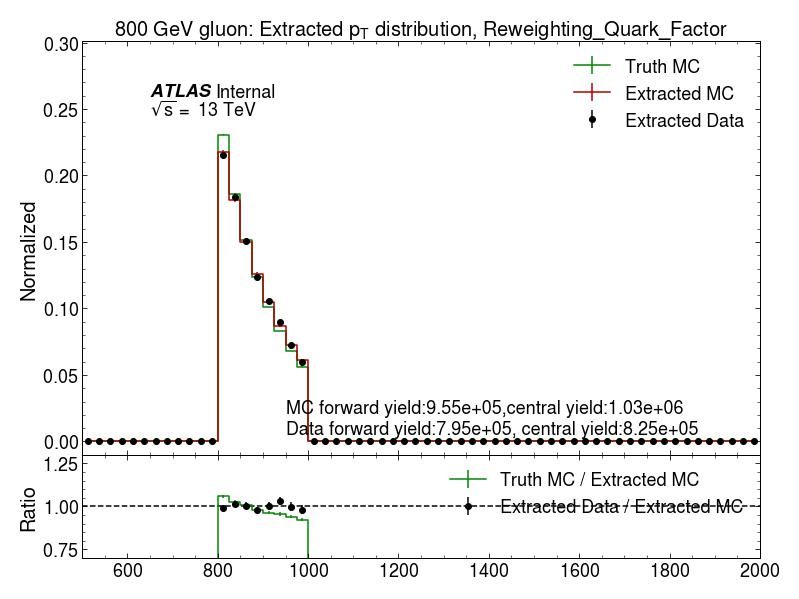 800 GeV gluon: Extracted pT distribution, Reweighting_Quark_Factor
0.30
0.25
0.20
0.15
0.10
0.05
0.00
Normalized
ATLAS Internal
√s = 13 TeV
Truth MC
Extracted MC
Extracted Data
MC forward yield:9.55e+05,central yield:1.03e+06
Data forward yield:7.95e+05, central yield:8.25e+05
1.25
1.00
0.75
Ratio
Truth MC / Extracted MC
Extracted Data / Extracted MC
600 800 1000 1200 1400 1600 1800 2000